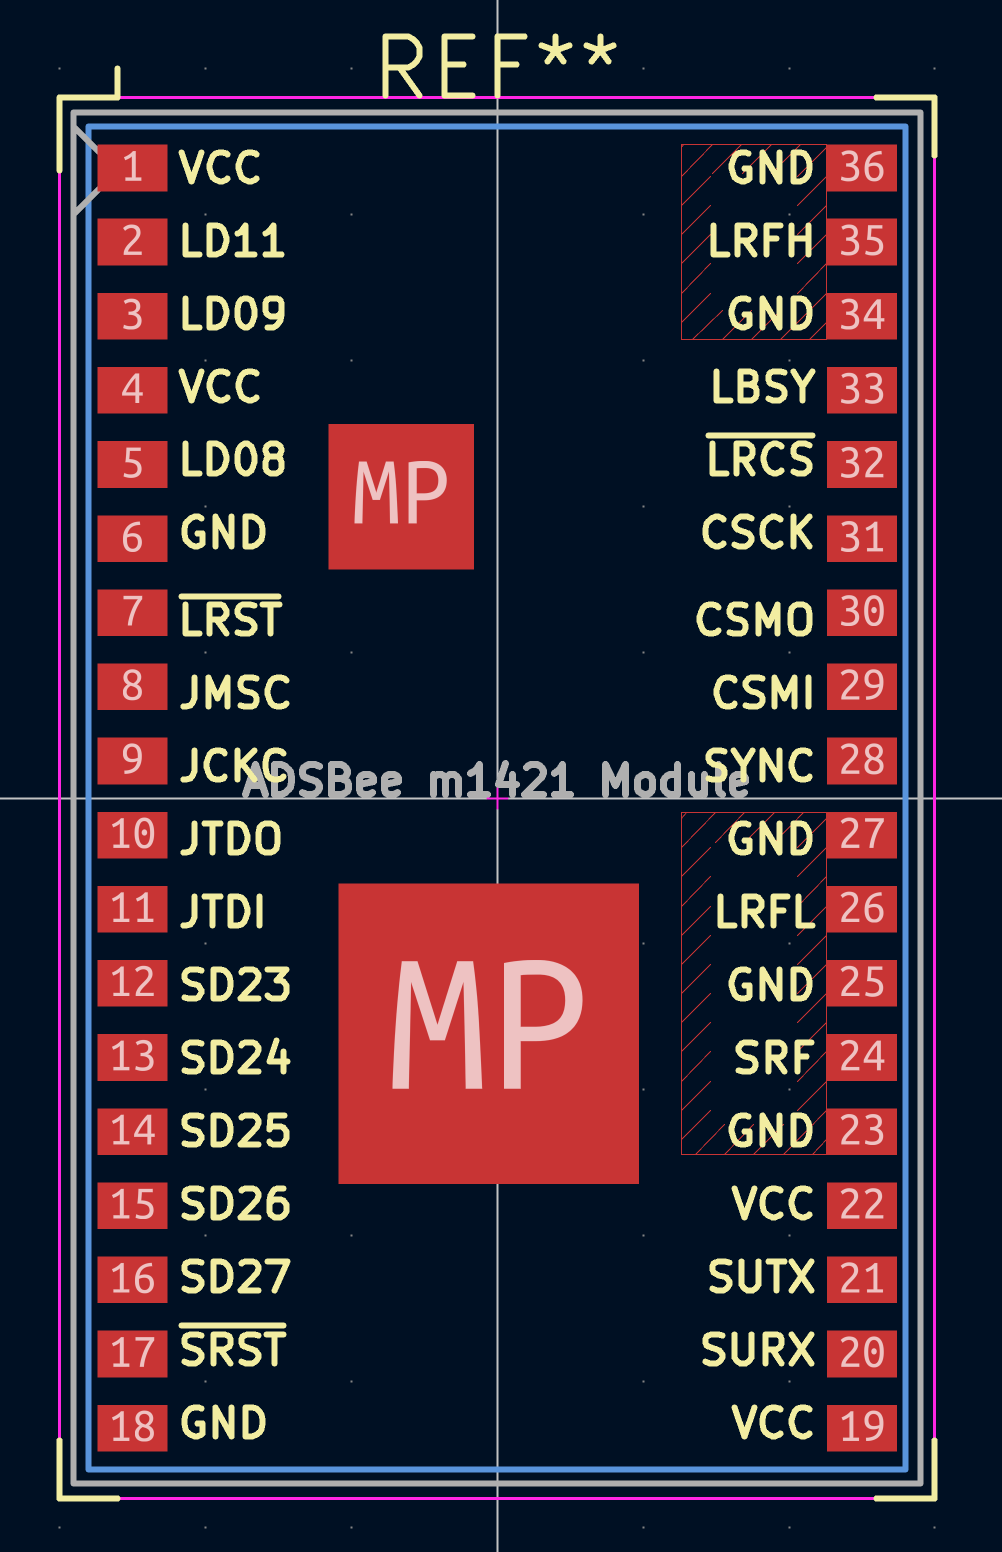 REF**
1 VCC GND 36
2 LD11 LRFH 35
3 LD09 GND 34
4 VCC LBSY 33
5 LD08 LRCS 32
MP
6 GND CSCK 31
7 LRST CSMO 30
8 JMSC CSMI 29
9 JCKC SYNC 28
ADSBee m1421 Module
10 JTDO GND 27
11 JTDI LRFL 26
12 SD23 GND 25
MP
13 SD24 SRF 24
14 SD25 GND 23
15 SD26 VCC 22
16 SD27 SUTX 21
17 SRST SURX 20
18 GND VCC 19